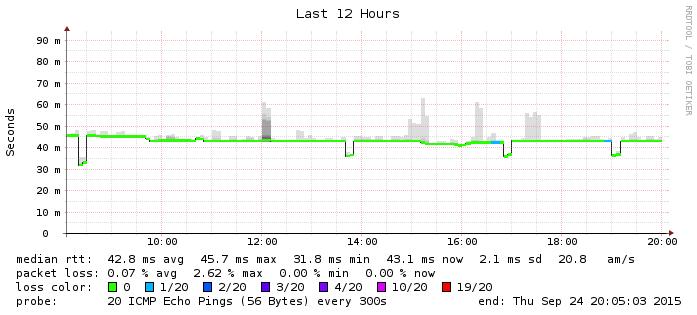 Last 12 Hours
RRDTOOL / TOBI OETIKER
Seconds
90 m
80 m
70 m
60 m
50 m
40 m
30 m
20 m
10 m
0
10:00 12:00 14:00 16:00 18:00 20:00
median rtt: 42.8 ms avg 45.7 ms max 31.8 ms min 43.1 ms now 2.1 ms sd 20.8 am/s
packet loss: 0.07 % avg 2.62 % max 0.00 % min 0.00 % now
loss color: 0 1/20 2/20 3/20 4/20 10/20 19/20
probe: 20 ICMP Echo Pings (56 Bytes) every 300s end: Thu Sep 24 20:05:03 2015